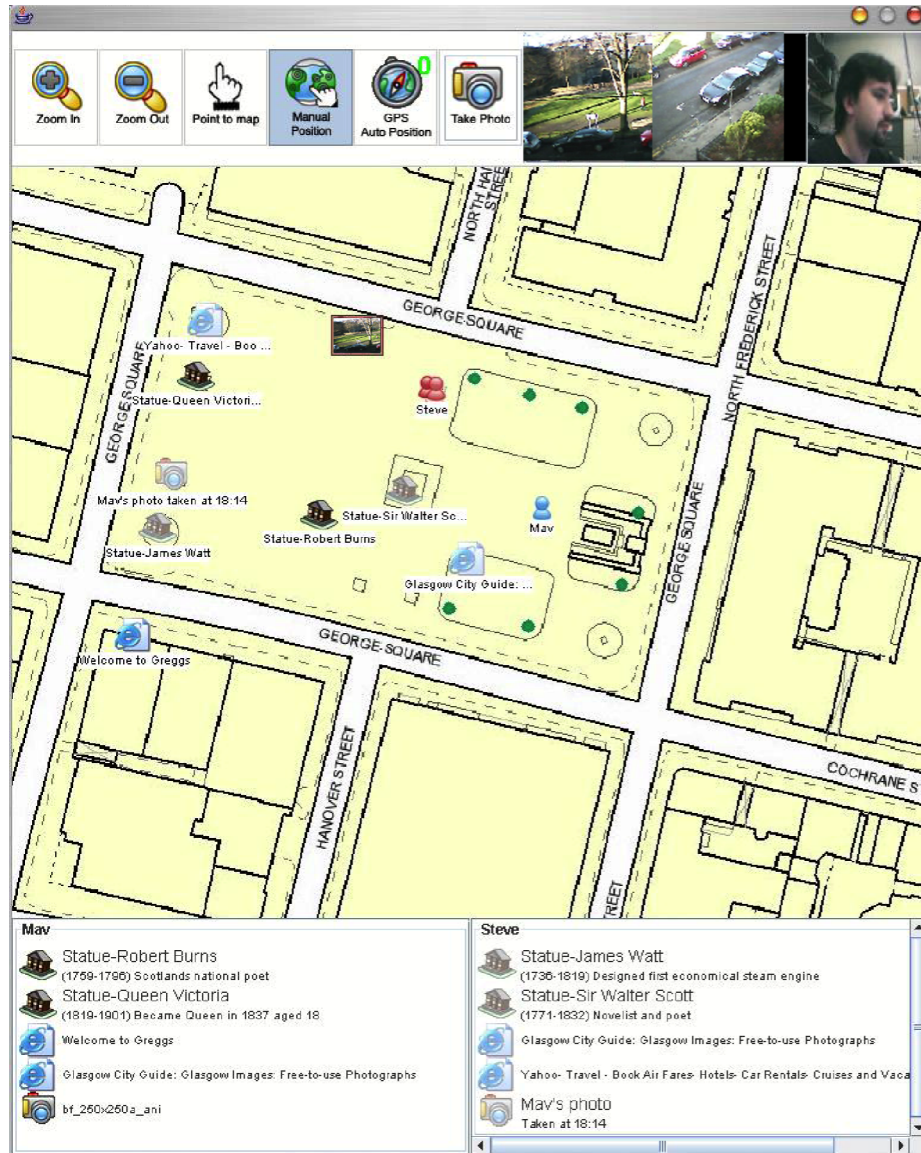 Zoom In
Zoom Out
Point to map
Manual
Position
0
GPS
Auto Position
Take Photo
STREET
GEORGE SQUARE
NORTH FREDERICK STREET
GEORGE SQUARE
Yahoo- Travel - Boo ...
Statue-Queen Victori...
Steve
Mav's photo taken at 18:14
Statue-Sir Walter Sc...
Mav
Statue-Robert Burns
Statue-James Watt
GEORGE SQUARE
Glasgow City Guide: ...
GEORGE SQUARE
Welcome to Greggs
HANOVER STREET
COCHRANE S
REET
Mav
Statue-Robert Burns
(1759-1796) Scotlands national poet
Statue-Queen Victoria
(1819-1901) Became Queen in 1837 aged 18
Welcome to Greggs
Glasgow City Guide: Glasgow Images: Free-to-use Photographs
bf_250x250a_ani
Steve
Statue-James Watt
(1736-1819) Designed first economical steam engine
Statue-Sir Walter Scott
(1771-1832) Novelist and poet
Glasgow City Guide: Glasgow Images: Free-to-use Photographs
Yahoo- Travel - Book Air Fares- Hotels- Car Rentals- Cruises and Vaca
Mav's photo
Taken at 18:14